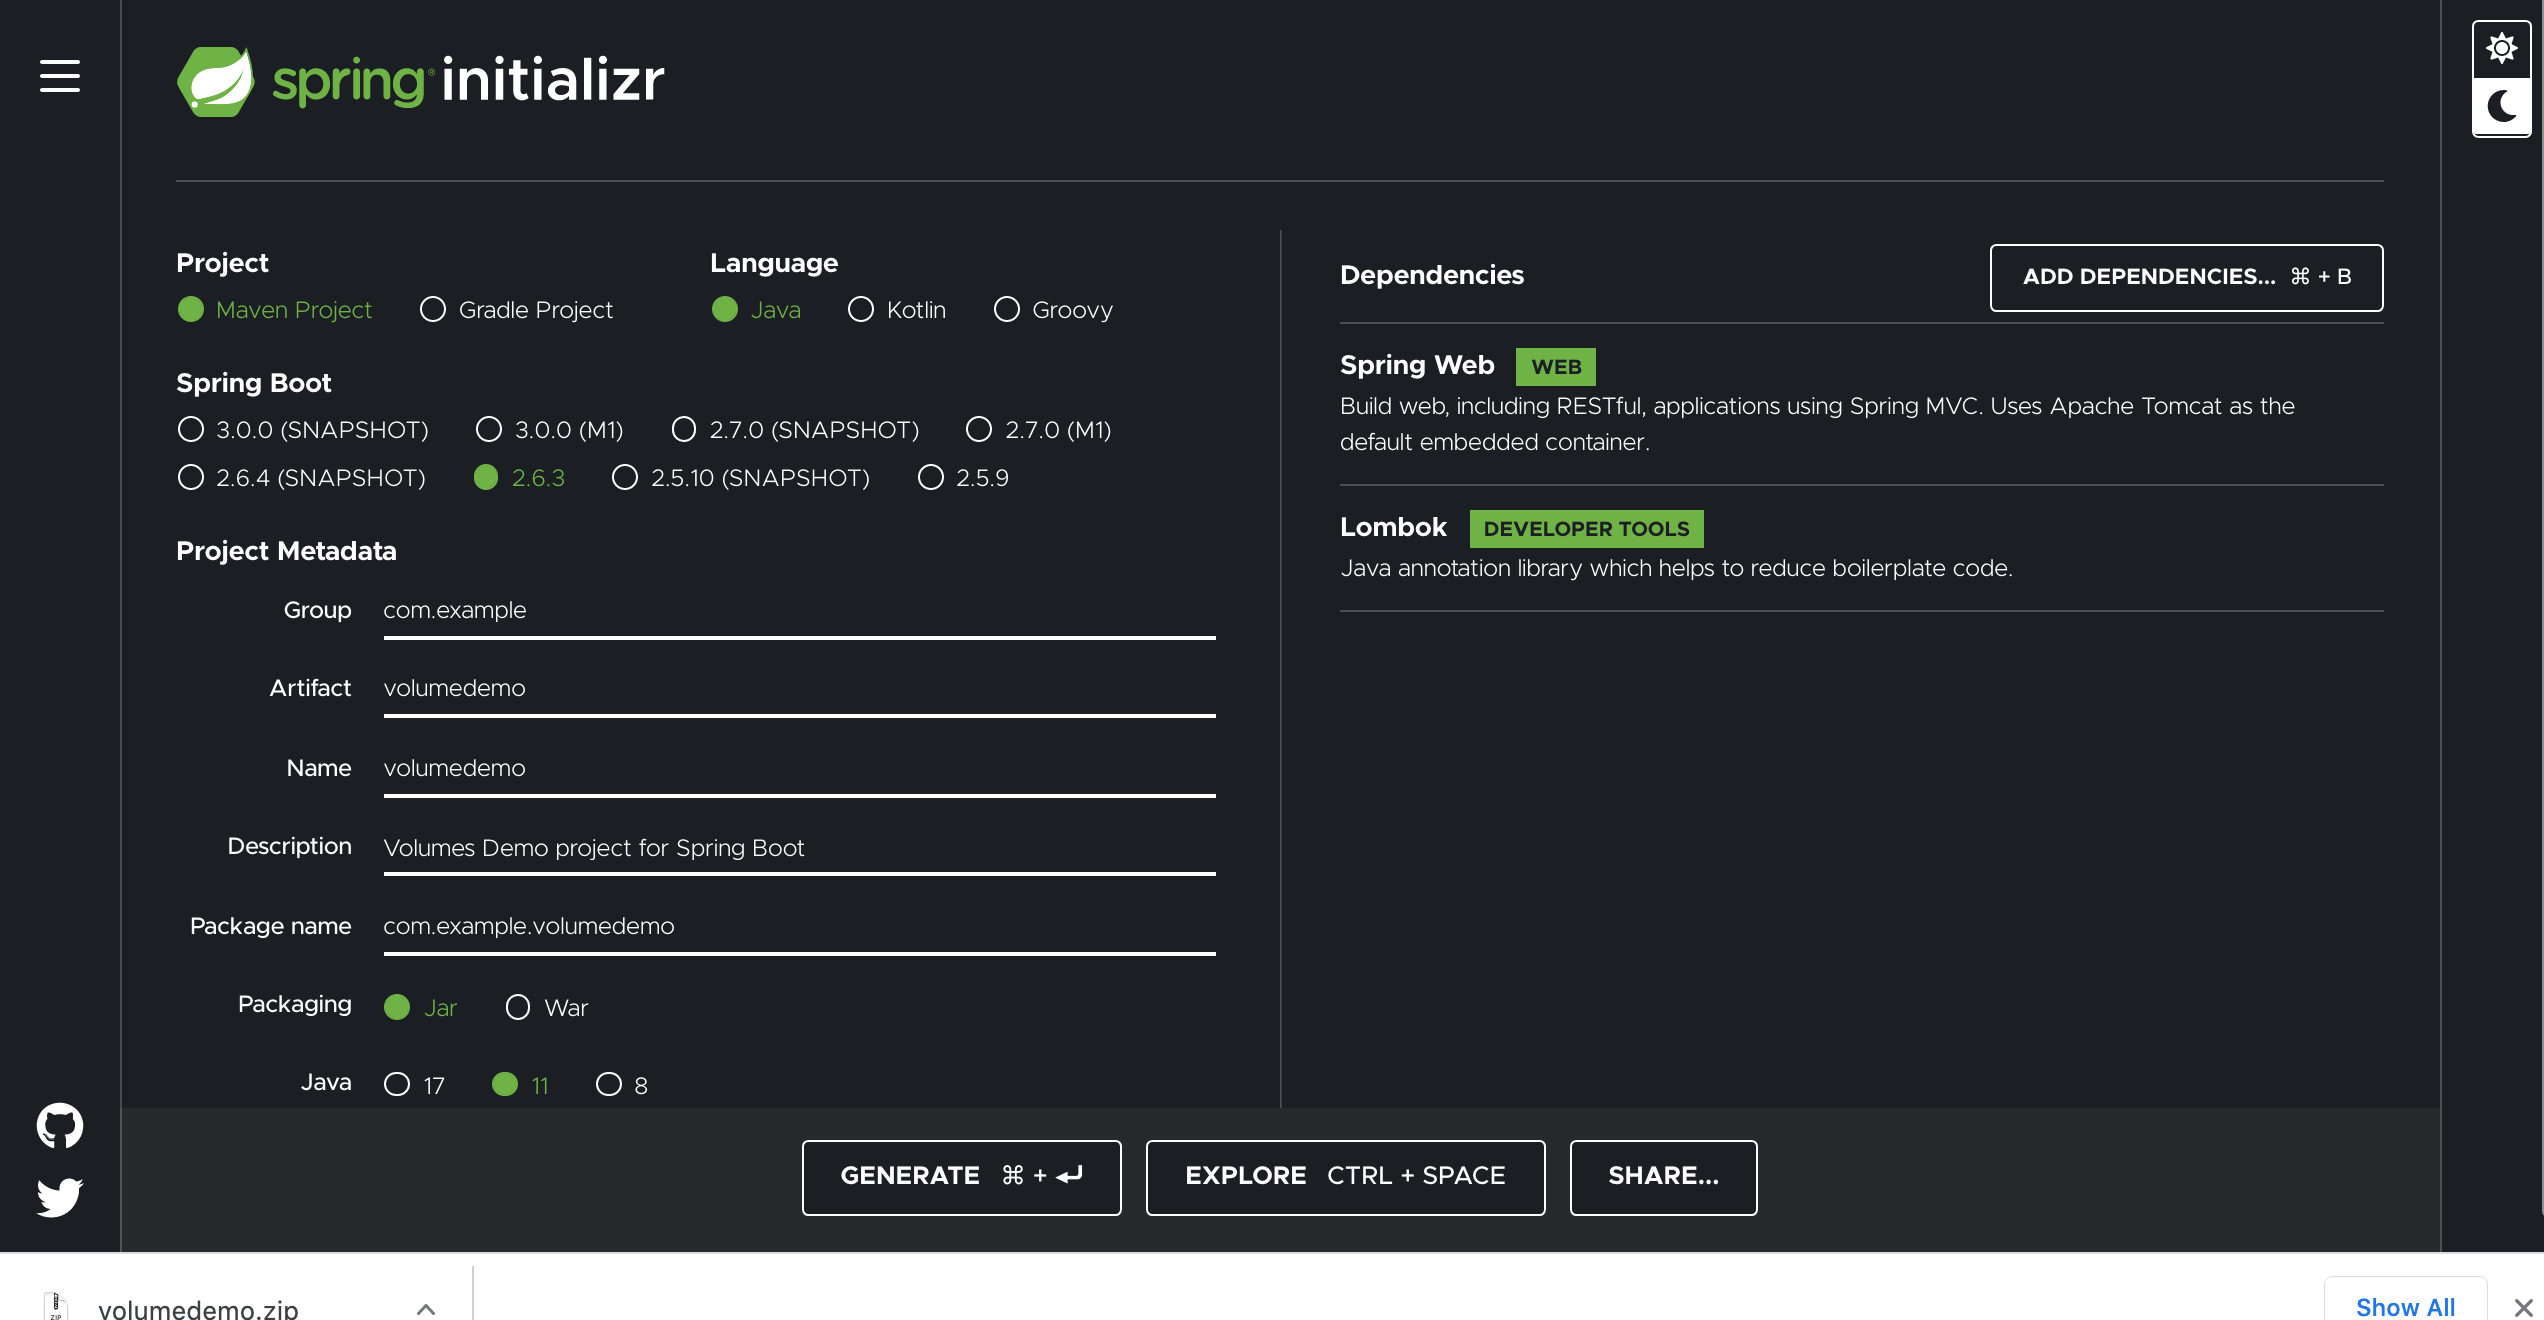 spring initializr
Project
Maven Project Gradle Project
Language
Java Kotlin Groovy
Spring Boot
3.0.0 (SNAPSHOT) 3.0.0 (M1) 2.7.0 (SNAPSHOT) 2.7.0 (M1)
2.6.4 (SNAPSHOT) 2.6.3 2.5.10 (SNAPSHOT) 2.5.9
Project Metadata
Group com.example
Artifact volumedemo
Name volumedemo
Description Volumes Demo project for Spring Boot
Package name com.example.volumedemo
Packaging Jar War
Java 17 11 8
Dependencies
ADD DEPENDENCIES... ⌘ + B
Spring Web WEB
Build web, including RESTful, applications using Spring MVC. Uses Apache Tomcat as the
default embedded container.
Lombok DEVELOPER TOOLS
Java annotation library which helps to reduce boilerplate code.
GENERATE ⌘ + ⏎ EXPLORE CTRL + SPACE SHARE...
ZIP volumedemo.zip Show All